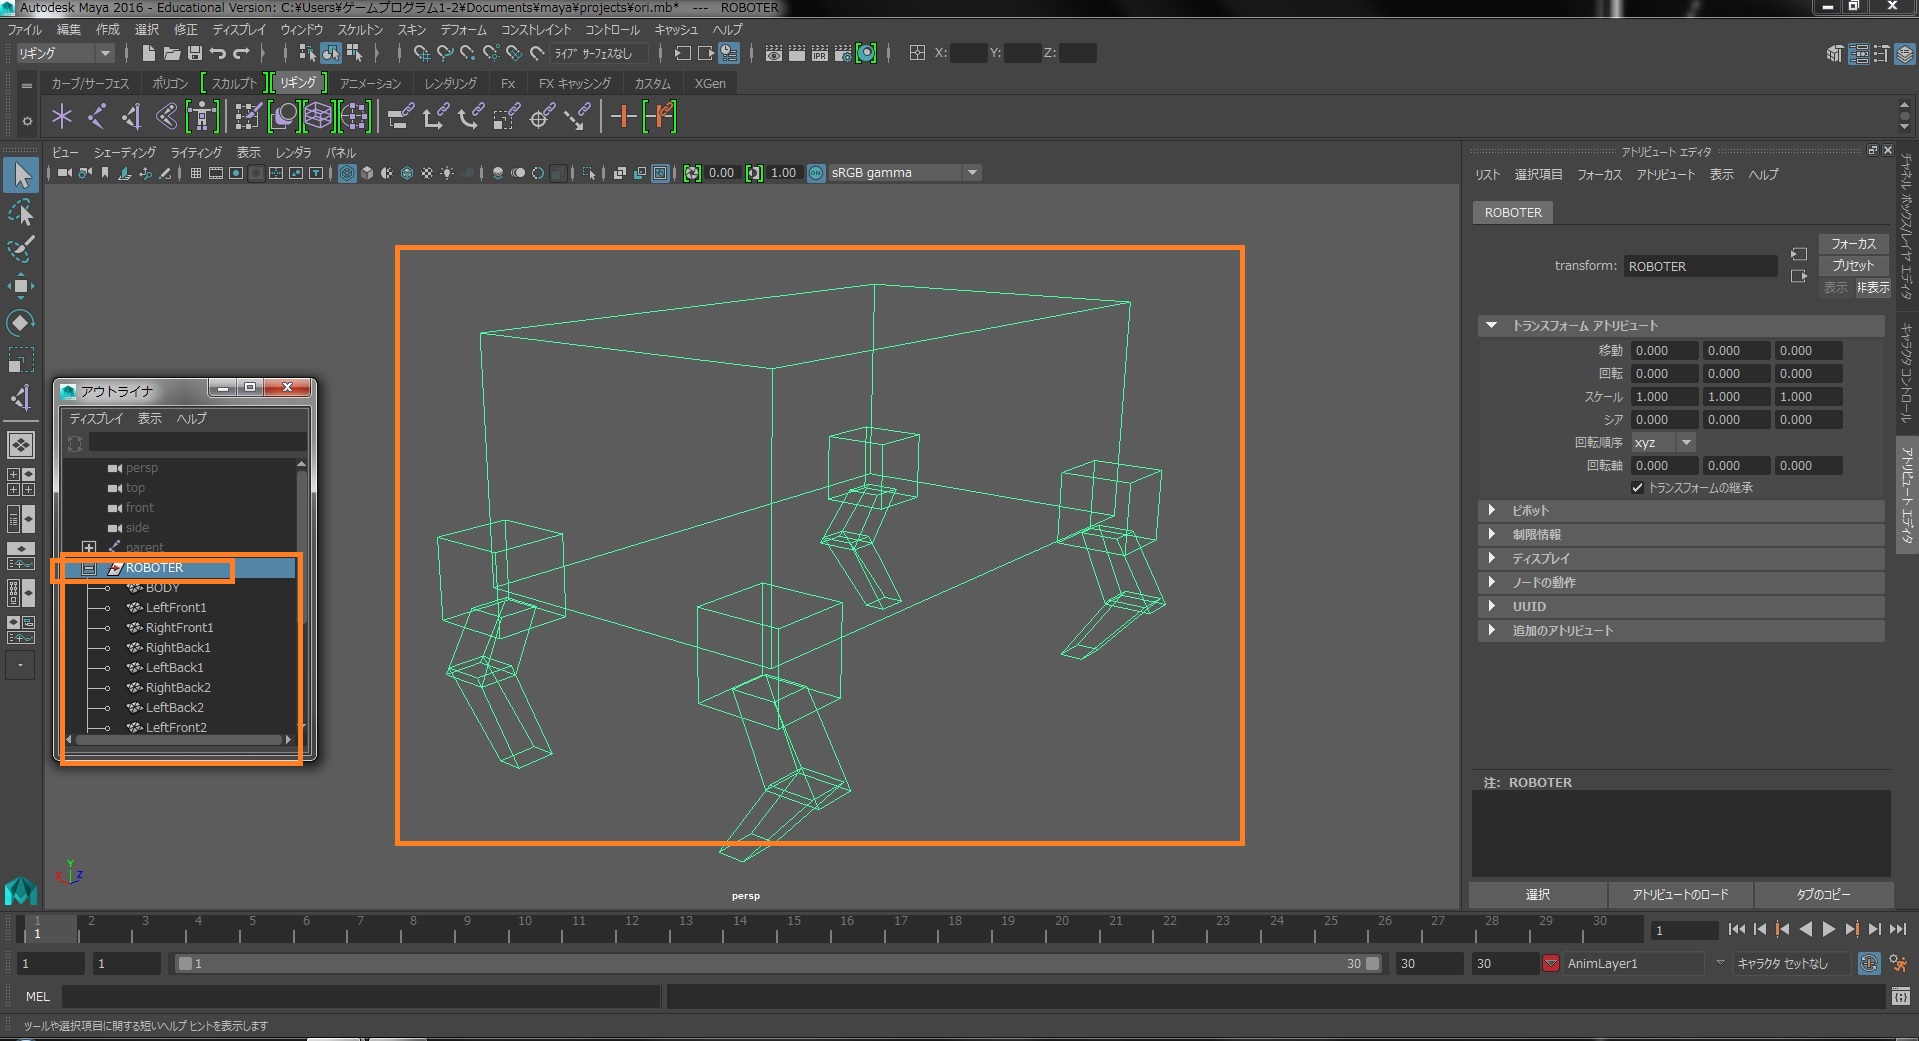 Autodesk Maya 2016 - Educational Version: C:¥Users¥ゲームプログラム1-2¥Documents¥maya¥projects¥ori.mb*   ---   ROBOTER
ファイル 編集 作成 選択 修正 ディスプレイ ウィンドウ スケルトン スキン デフォーム コンストレイント コントロール キャッシュ ヘルプ
リギング ライブ サーフェスなし IPR X: Y: Z:
カーブ/サーフェス ポリゴン スカルプト リギング アニメーション レンダリング Fx FX キャッシング カスタム XGen
ビュー シェーディング ライティング 表示 レンダラ パネル
0.00 1.00 ON sRGB gamma
アウトライナ
ディスプレイ 表示 ヘルプ
persp
top
front
side
parent
ROBOTER
BODY
LeftFront1
RightFront1
RightBack1
LeftBack1
RightBack2
LeftBack2
LeftFront2
Y
X Z
persp
アトリビュート エディタ
リスト 選択項目 フォーカス アトリビュート 表示 ヘルプ
ROBOTER
transform: ROBOTER
フォーカス
プリセット
表示 非表示
トランスフォーム アトリビュート
移動 0.000 0.000 0.000
回転 0.000 0.000 0.000
スケール 1.000 1.000 1.000
シア 0.000 0.000 0.000
回転順序 xyz
回転軸 0.000 0.000 0.000
トランスフォームの継承
ピボット
制限情報
ディスプレイ
ノードの動作
UUID
追加のアトリビュート
注: ROBOTER
選択 アトリビュートのロード タブのコピー
チャネル ボックス/レイヤ エディタ
キャラクタ コントロール
アトリビュート エディタ
1 2 3 4 5 6 7 8 9 10 11 12 13 14 15 16 17 18 19 20 21 22 23 24 25 26 27 28 29 30
1 1
1 1 1 30 30 30 AnimLayer1 キャラクタ セットなし
MEL
ツールや選択項目に関する短いヘルプ ヒントを表示します